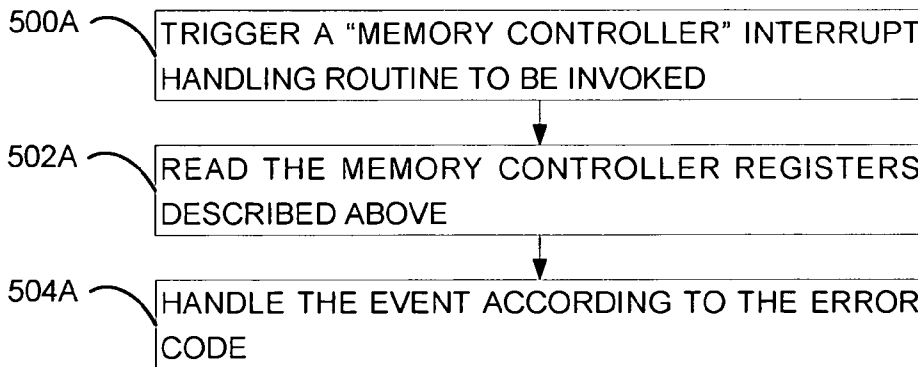 500A
TRIGGER A “MEMORY CONTROLLER” INTERRUPT
HANDLING ROUTINE TO BE INVOKED
502A
READ THE MEMORY CONTROLLER REGISTERS
DESCRIBED ABOVE
504A
HANDLE THE EVENT ACCORDING TO THE ERROR
CODE